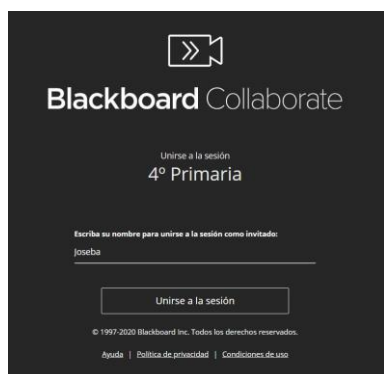 Blackboard Collaborate
Unirse a la sesión
4º Primaria
Escriba su nombre para unirse a la sesión como invitado:
Joseba
Unirse a la sesión
© 1997-2020 Blackboard Inc. Todos los derechos reservados.
Ayuda | Política de privacidad | Condiciones de uso